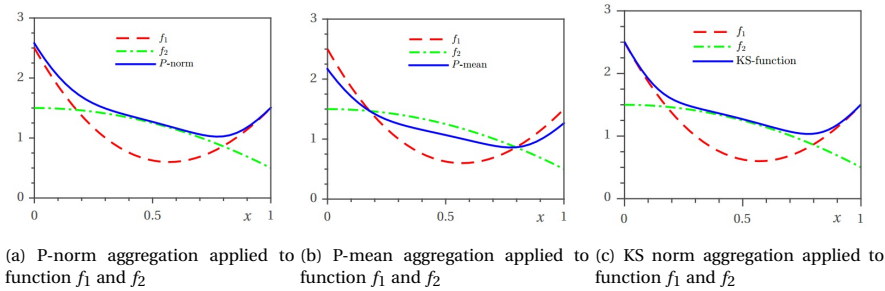 3
2
1
0
0
0.5
x
1
f1
f2
P-norm
3
2
1
0
0
0.5
x
1
f1
f2
P-mean
3
2
1
0
0
0.5
x
1
f1
f2
KS-function
(a) P-norm aggregation applied to
function f1 and f2
(b) P-mean aggregation applied to
function f1 and f2
(c) KS norm aggregation applied to
function f1 and f2